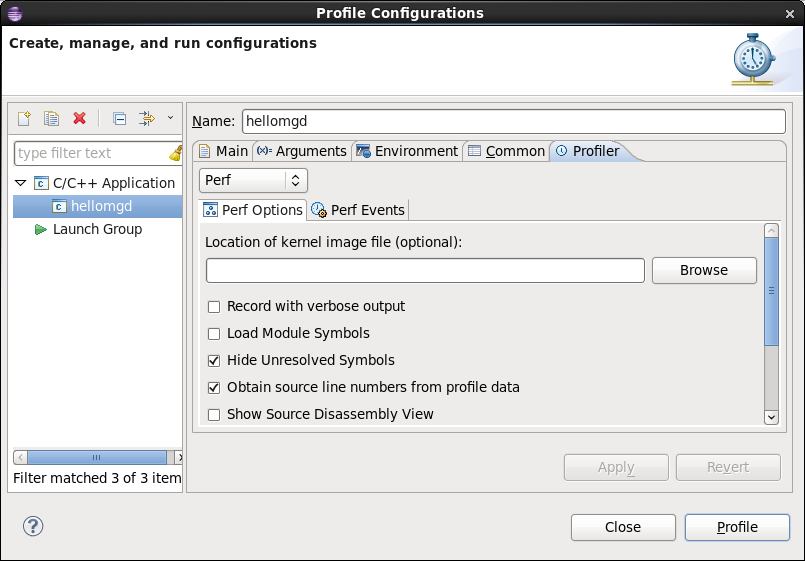 Profile Configurations
Create, manage, and run configurations
Name: hellomgd
type filter text
Main (x)= Arguments Environment Common Profiler
C/C++ Application
Perf
hellomgd
Perf Options Perf Events
Launch Group
Location of kernel image file (optional):
Browse
Record with verbose output
Load Module Symbols
Hide Unresolved Symbols
Obtain source line numbers from profile data
Show Source Disassembly View
Filter matched 3 of 3 item
Apply Revert
? Close Profile